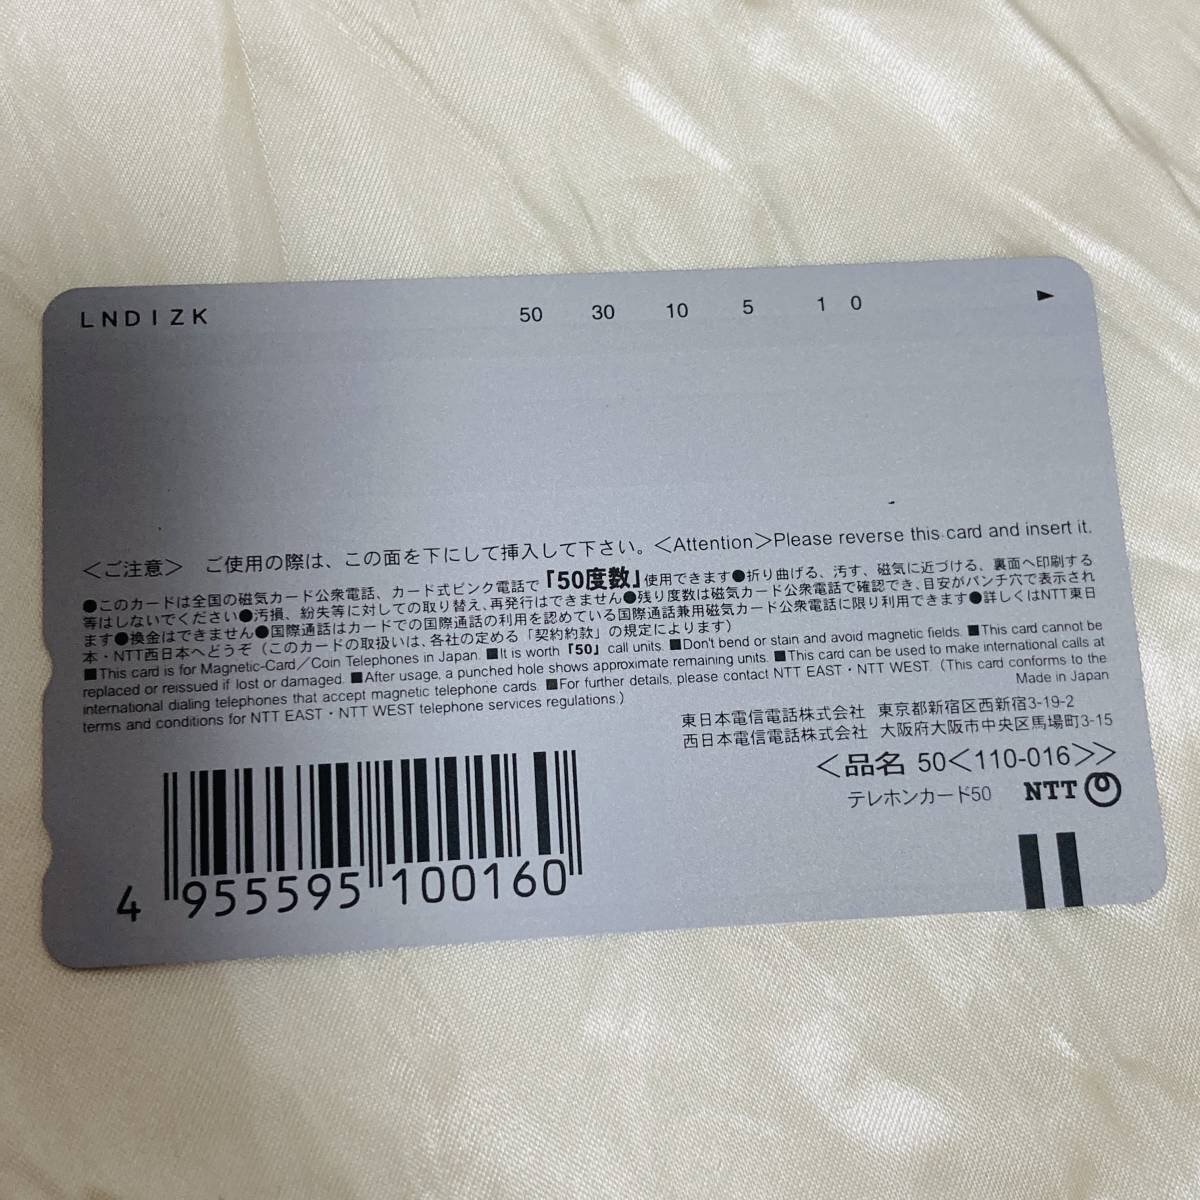 LNDIZK 50 30 10 5 1 0 ►
＜ご注意＞ ご使用の際は、この面を下にして挿入して下さい。＜Attention＞Please reverse this card and insert it.
●このカードは全国の磁気カード公衆電話、カード式ピンク電話で「50度数」使用できます●折り曲げる、汚す、磁気に近づける、裏面へ印刷する
等はしないでください●汚損、紛失等に対しての取り替え、再発行はできません●残り度数は磁気カード公衆電話で確認でき、目安がパンチ穴で表示され
ます●換金はできません●国際通話はカードでの国際通話の利用を認めている国際通話兼用磁気カード公衆電話に限り利用できます●詳しくはNTT東日
本・NTT西日本へどうぞ（このカードの取扱いは、各社の定める「契約約款」の規定によります）
■This card is for Magnetic-Card／Coin Telephones in Japan. ■It is worth「50」call units. ■Don't bend or stain and avoid magnetic fields. ■This card cannot be
replaced or reissued if lost or damaged. ■After usage, a punched hole shows approximate remaining units. ■This card can be used to make international calls at
international dialing telephones that accept magnetic telephone cards. ■For further details, please contact NTT EAST・NTT WEST. (This card conforms to the
terms and conditions for NTT EAST・NTT WEST telephone services regulations.)
Made in Japan
東日本電信電話株式会社 東京都新宿区西新宿3-19-2
西日本電信電話株式会社 大阪府大阪市中央区馬場町3-15
＜品名 50＜110-016＞＞
テレホンカード50 NTT
4 955595 100160